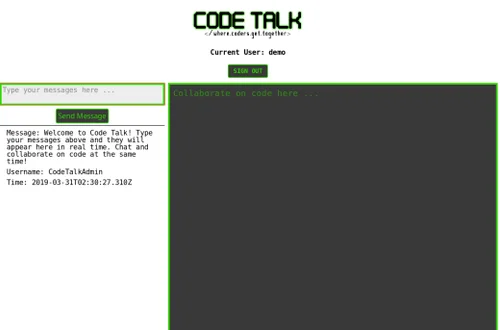 CODE TALK
</where.coders.get.together>
Current User: demo
SIGN OUT
Type your messages here ...
Send Message
Message: Welcome to Code Talk! Type
your messages above and they will
appear here in real time. Chat and
collaborate on code at the same
time!
Username: CodeTalkAdmin
Time: 2019-03-31T02:30:27.310Z
Collaborate on code here ...